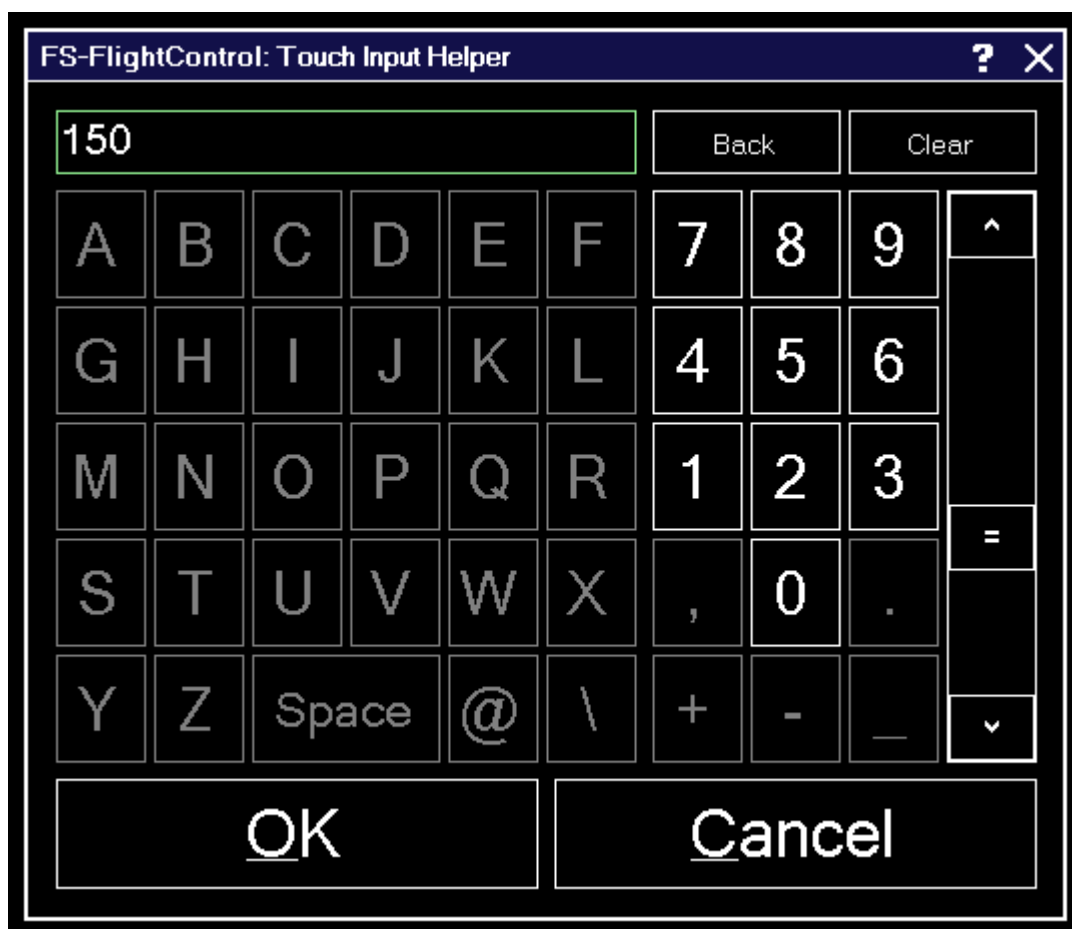 FS-FlightControl: Touch Input Helper ? X
150 Back Clear
A B C D E F 7 8 9 ^
G H I J K L 4 5 6
M N O P Q R 1 2 3
=
S T U V W X , 0 .
Y Z Space @ \ + - _ v
OK Cancel